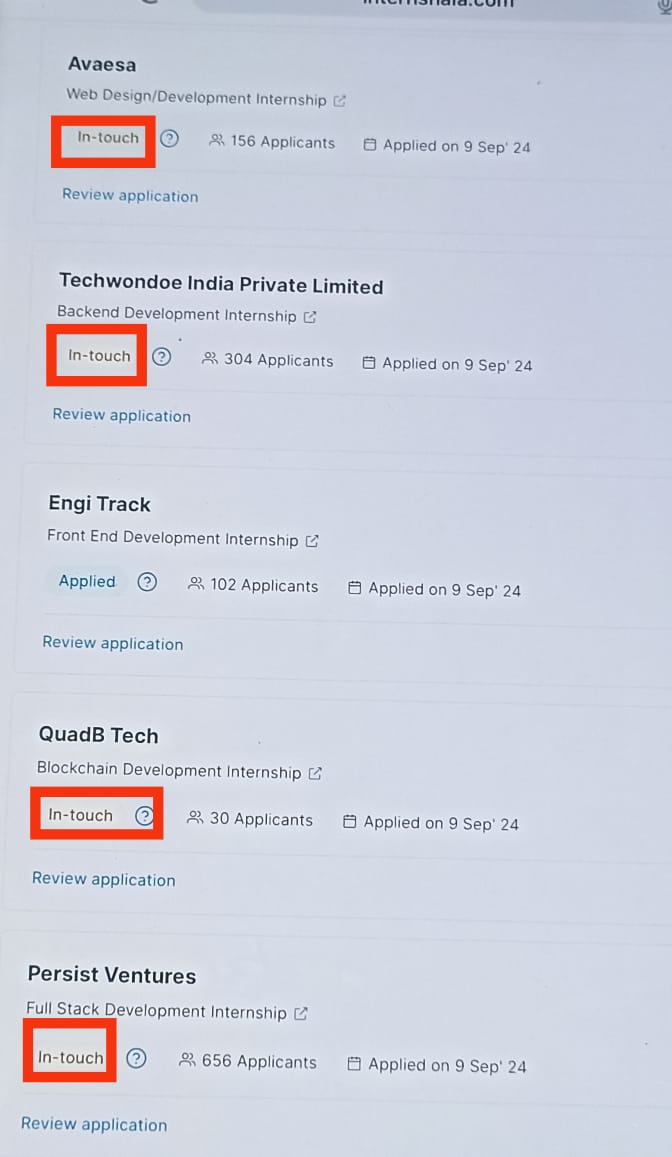 Avaesa
Web Design/Development Internship
In-touch ? 156 Applicants Applied on 9 Sep' 24
Review application
Techwondoe India Private Limited
Backend Development Internship
In-touch ? 304 Applicants Applied on 9 Sep' 24
Review application
Engi Track
Front End Development Internship
Applied ? 102 Applicants Applied on 9 Sep' 24
Review application
QuadB Tech
Blockchain Development Internship
In-touch ? 30 Applicants Applied on 9 Sep' 24
Review application
Persist Ventures
Full Stack Development Internship
In-touch ? 656 Applicants Applied on 9 Sep' 24
Review application